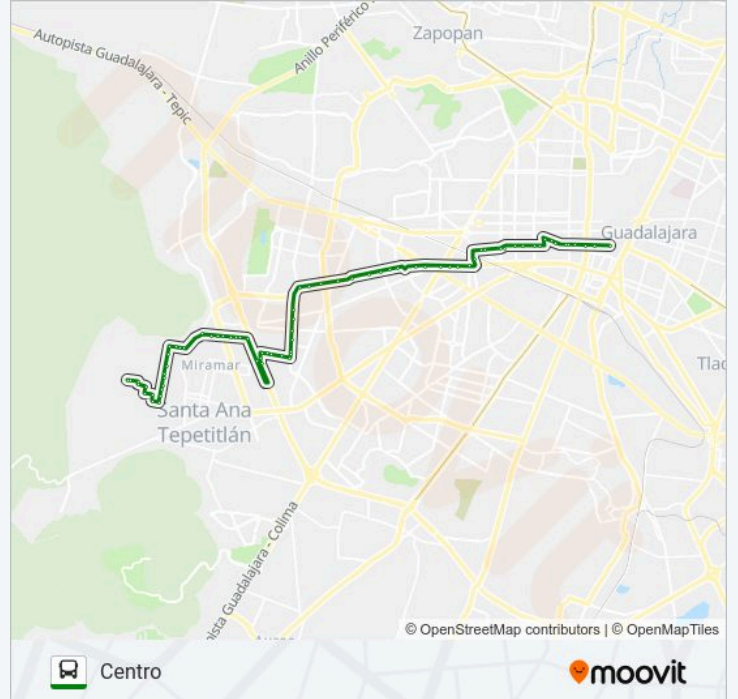 Zapopan
Autopista Guadalajara - Tepic
Anillo Periférico -
Guadalajara
Miramar
Tlaq
Santa Ana
Tepetitlán
pista Guadalajara - Colima
© OpenStreetMap contributors | © OpenMapTiles
Centro
moovit